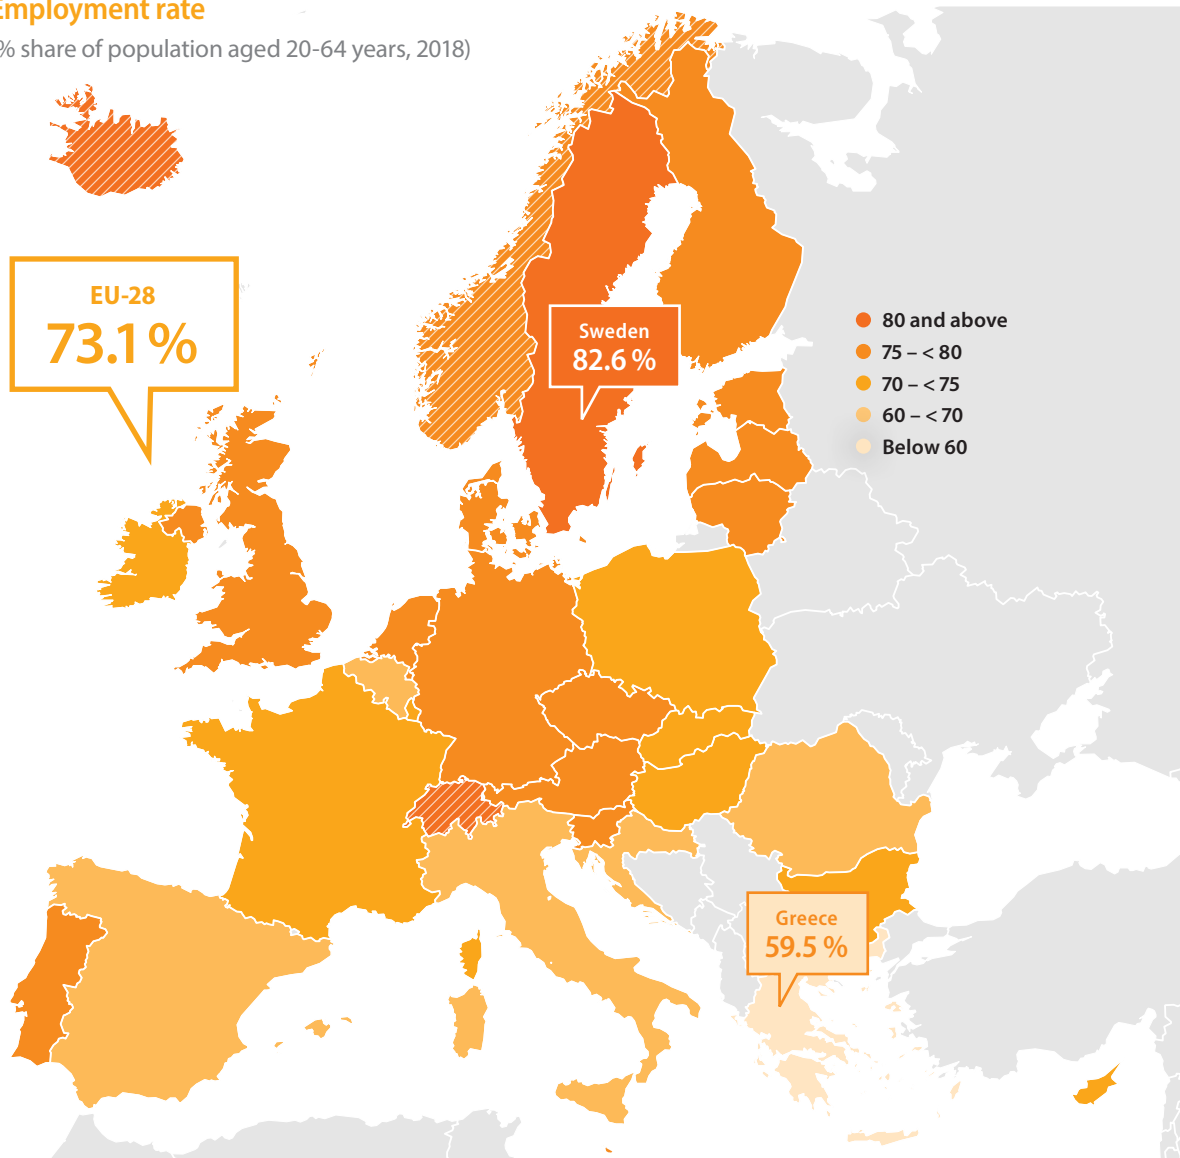 Employment rate
% share of population aged 20-64 years, 2018)
EU-28
73.1 %
Sweden
82.6 %
80 and above
75 – < 80
70 – < 75
60 – < 70
Below 60
Greece
59.5 %